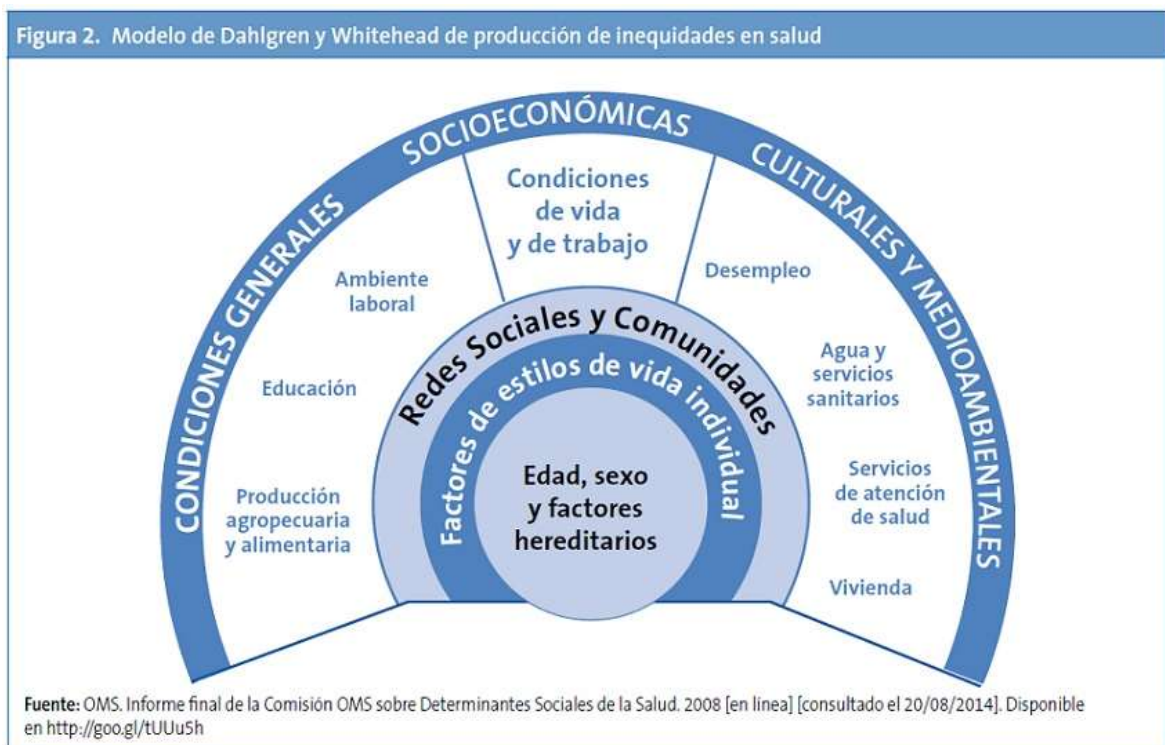 Figura 2. Modelo de Dahlgren y Whitehead de producción de inequidades en salud
CONDICIONES GENERALES SOCIOECONÓMICAS CULTURALES Y MEDIOAMBIENTALES
Condiciones
de vida
y de trabajo
Ambiente
laboral
Educación
Producción
agropecuaria
y alimentaria
Desempleo
Agua y
servicios
sanitarios
Servicios
de atención
de salud
Vivienda
Redes Sociales y Comunidades
Factores de estilos de vida individual
Edad, sexo
y factores
hereditarios
Fuente: OMS. Informe final de la Comisión OMS sobre Determinantes Sociales de la Salud. 2008 [en línea] [consultado el 20/08/2014]. Disponible
en http://goo.gl/tUUu5h